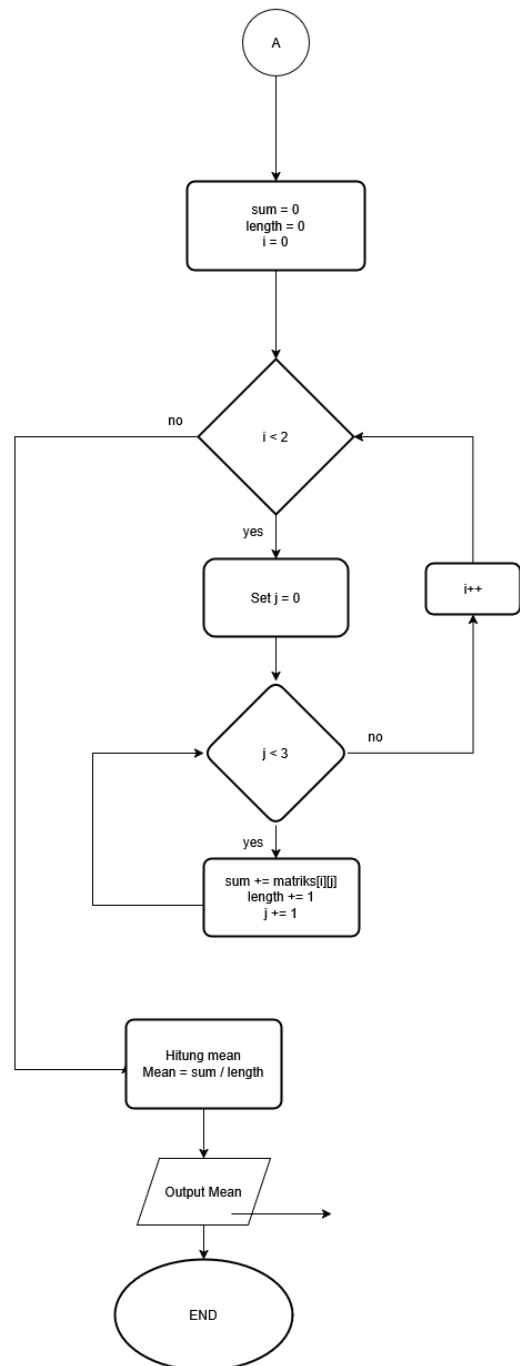 A
sum = 0
length = 0
i = 0
i < 2
no
yes
Set j = 0
i++
j < 3
no
yes
sum += matriks[i][j]
length += 1
j += 1
Hitung mean
Mean = sum / length
Output Mean
END